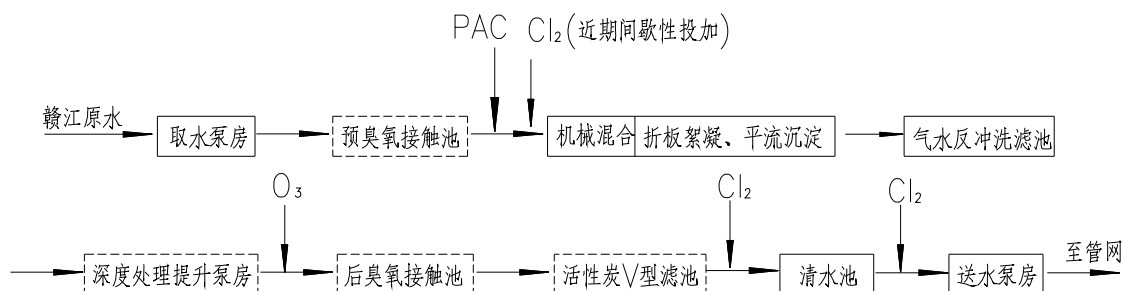 PAC Cl₂(近期间歇性投加)
赣江原水
取水泵房
预臭氧接触池
机械混合
折板絮凝、平流沉淀
气水反冲洗滤池
O₃
Cl₂
Cl₂
深度处理提升泵房
后臭氧接触池
活性炭V型滤池
清水池
送水泵房
至管网